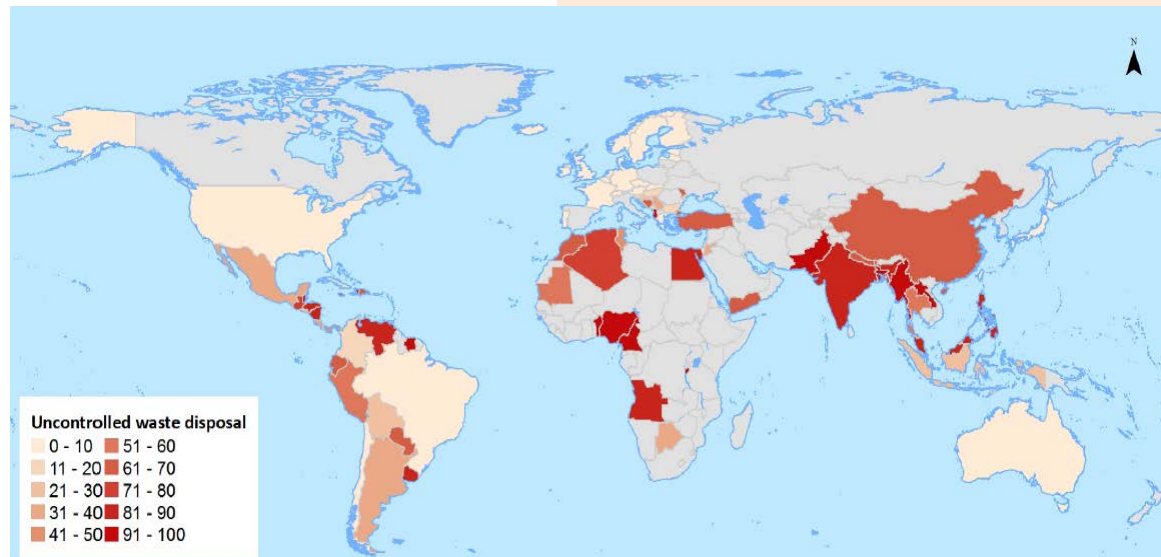 N
Uncontrolled waste disposal
0 - 10 51 - 60
11 - 20 61 - 70
21 - 30 71 - 80
31 - 40 81 - 90
41 - 50 91 - 100